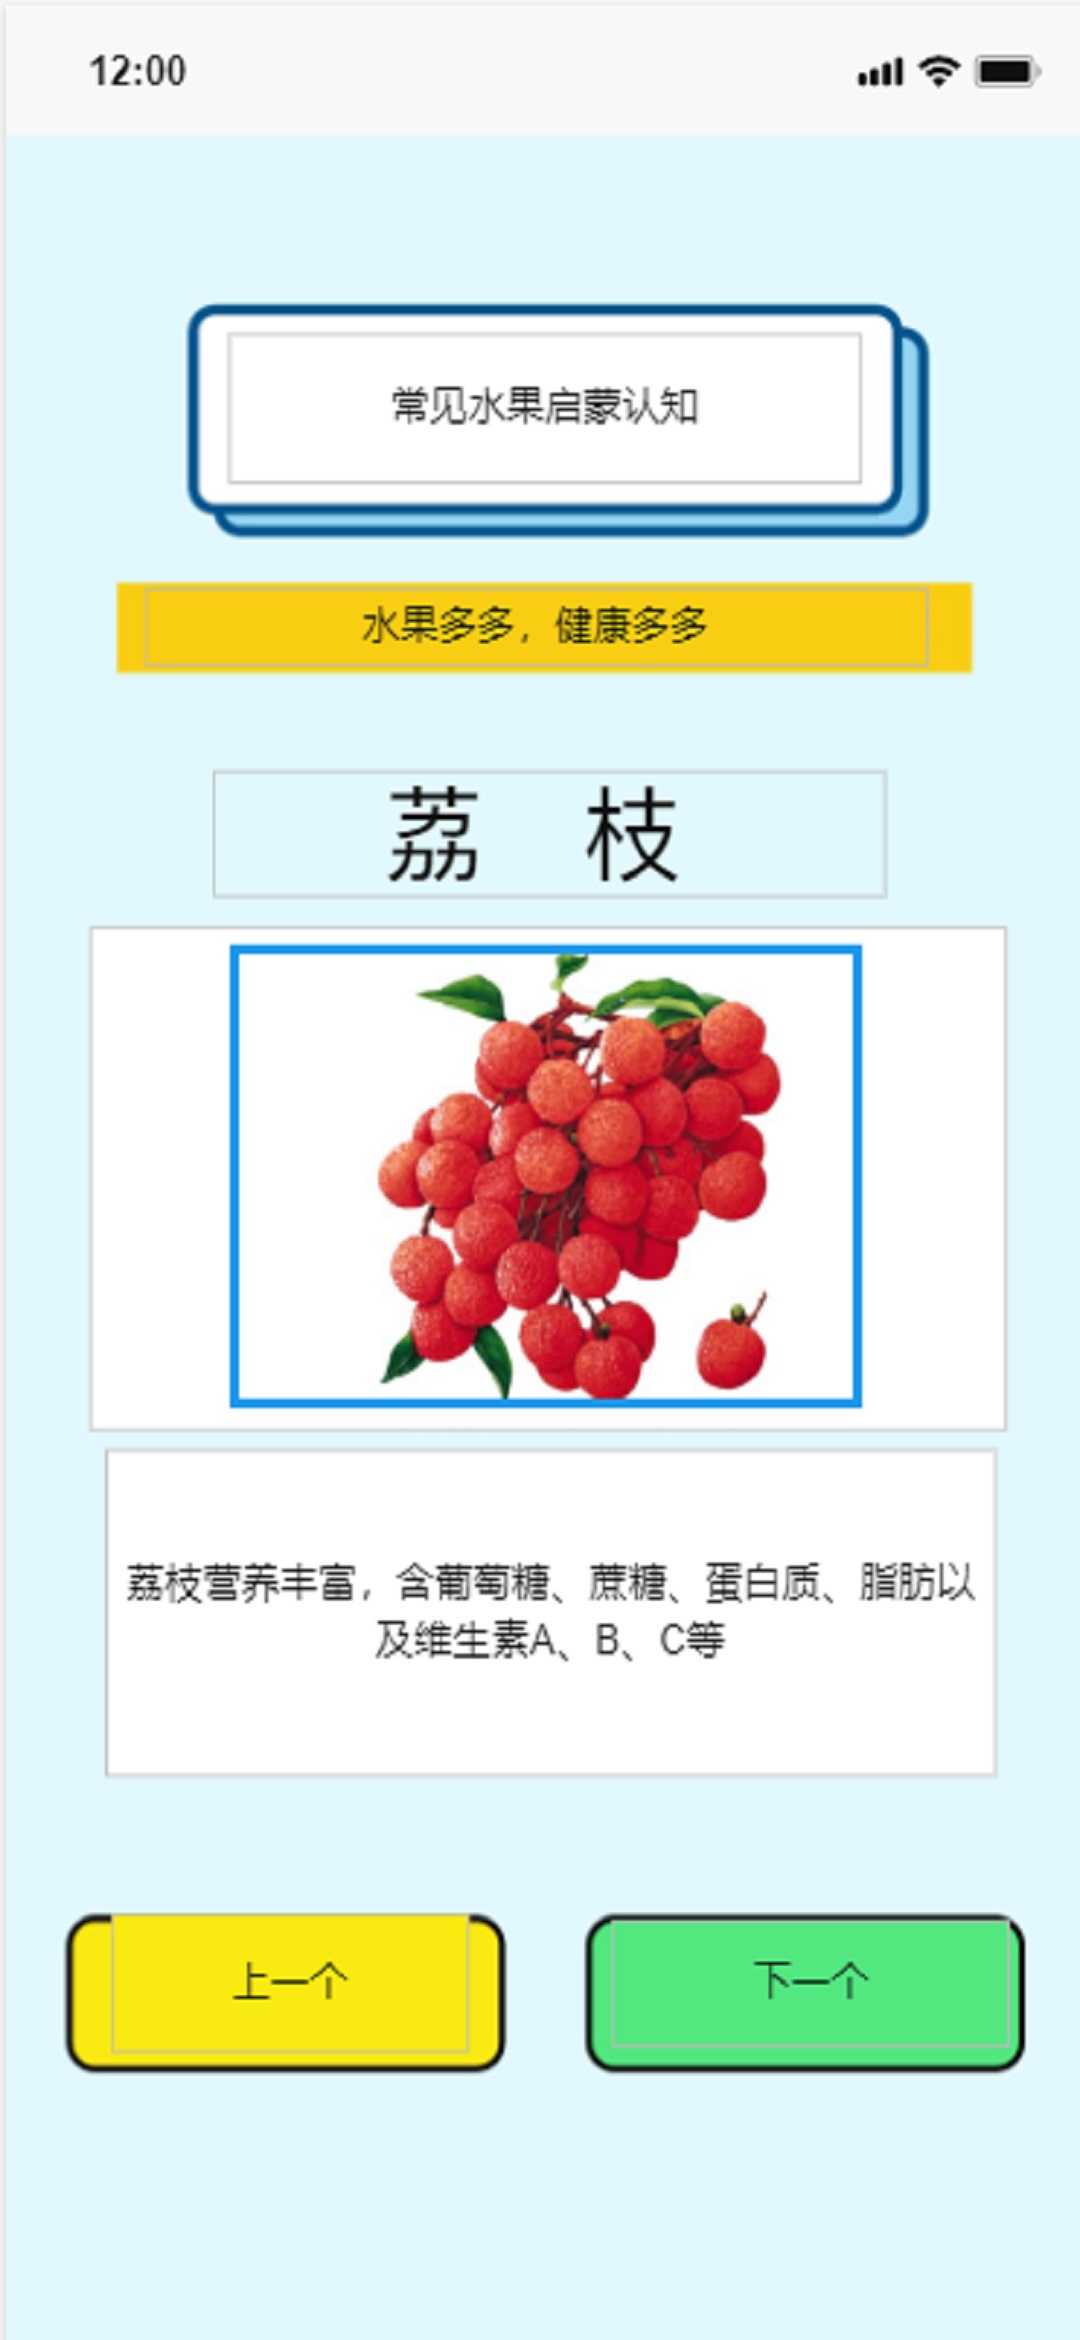 12:00
常见水果启蒙认知
水果多多，健康多多
荔 枝
荔枝营养丰富，含葡萄糖、蔗糖、蛋白质、脂肪以
及维生素A、B、C等
上一个
下一个